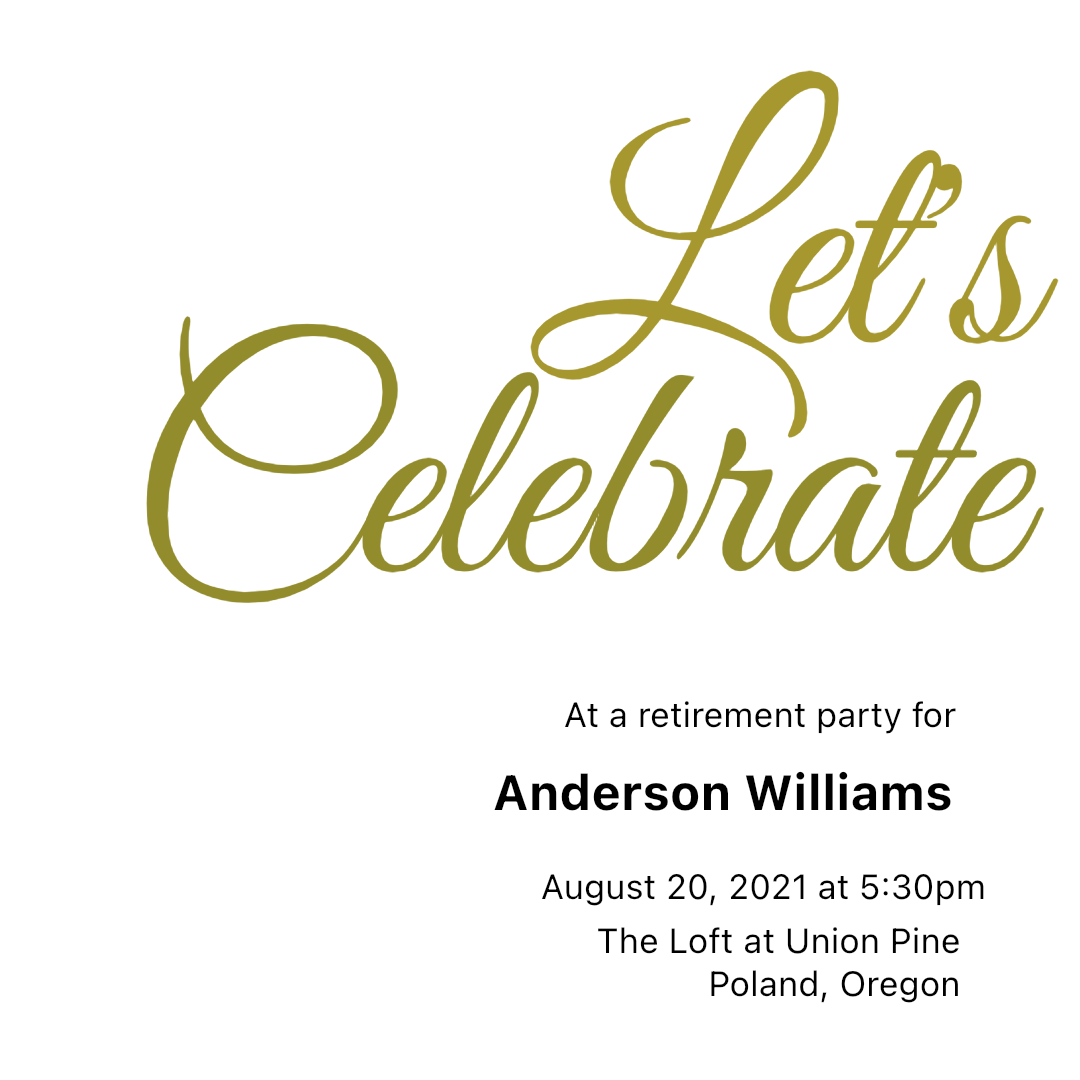 Let's
Celebrate
At a retirement party for
Anderson Williams
August 20, 2021 at 5:30pm
The Loft at Union Pine
Poland, Oregon